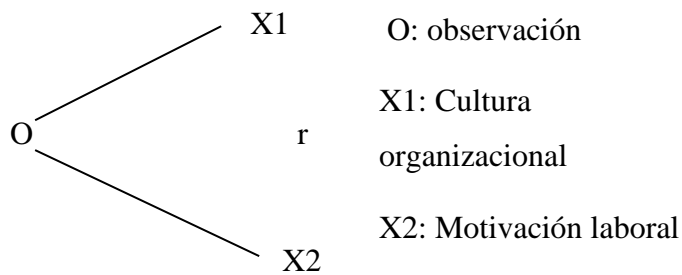 X1
O
r
X2
O: observación
X1: Cultura
organizacional
X2: Motivación laboral